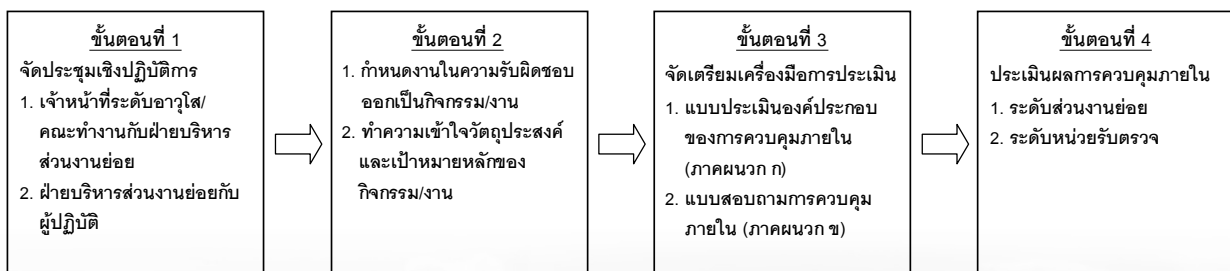 ขั้นตอนที่ 1
จัดประชุมเชิงปฏิบัติการ
1. เจ้าหน้าที่ระดับอาวุโส/
คณะทำงานกับฝ่ายบริหาร
ส่วนงานย่อย
2. ฝ่ายบริหารส่วนงานย่อยกับ
ผู้ปฏิบัติ
ขั้นตอนที่ 2
1. กำหนดงานในความรับผิดชอบ
ออกเป็นกิจกรรม/งาน
2. ทำความเข้าใจวัตถุประสงค์
และเป้าหมายหลักของ
กิจกรรม/งาน
ขั้นตอนที่ 3
จัดเตรียมเครื่องมือการประเมิน
1. แบบประเมินองค์ประกอบ
ของการควบคุมภายใน
(ภาคผนวก ก)
2. แบบสอบถามการควบคุม
ภายใน (ภาคผนวก ข)
ขั้นตอนที่ 4
ประเมินผลการควบคุมภายใน
1. ระดับส่วนงานย่อย
2. ระดับหน่วยรับตรวจ